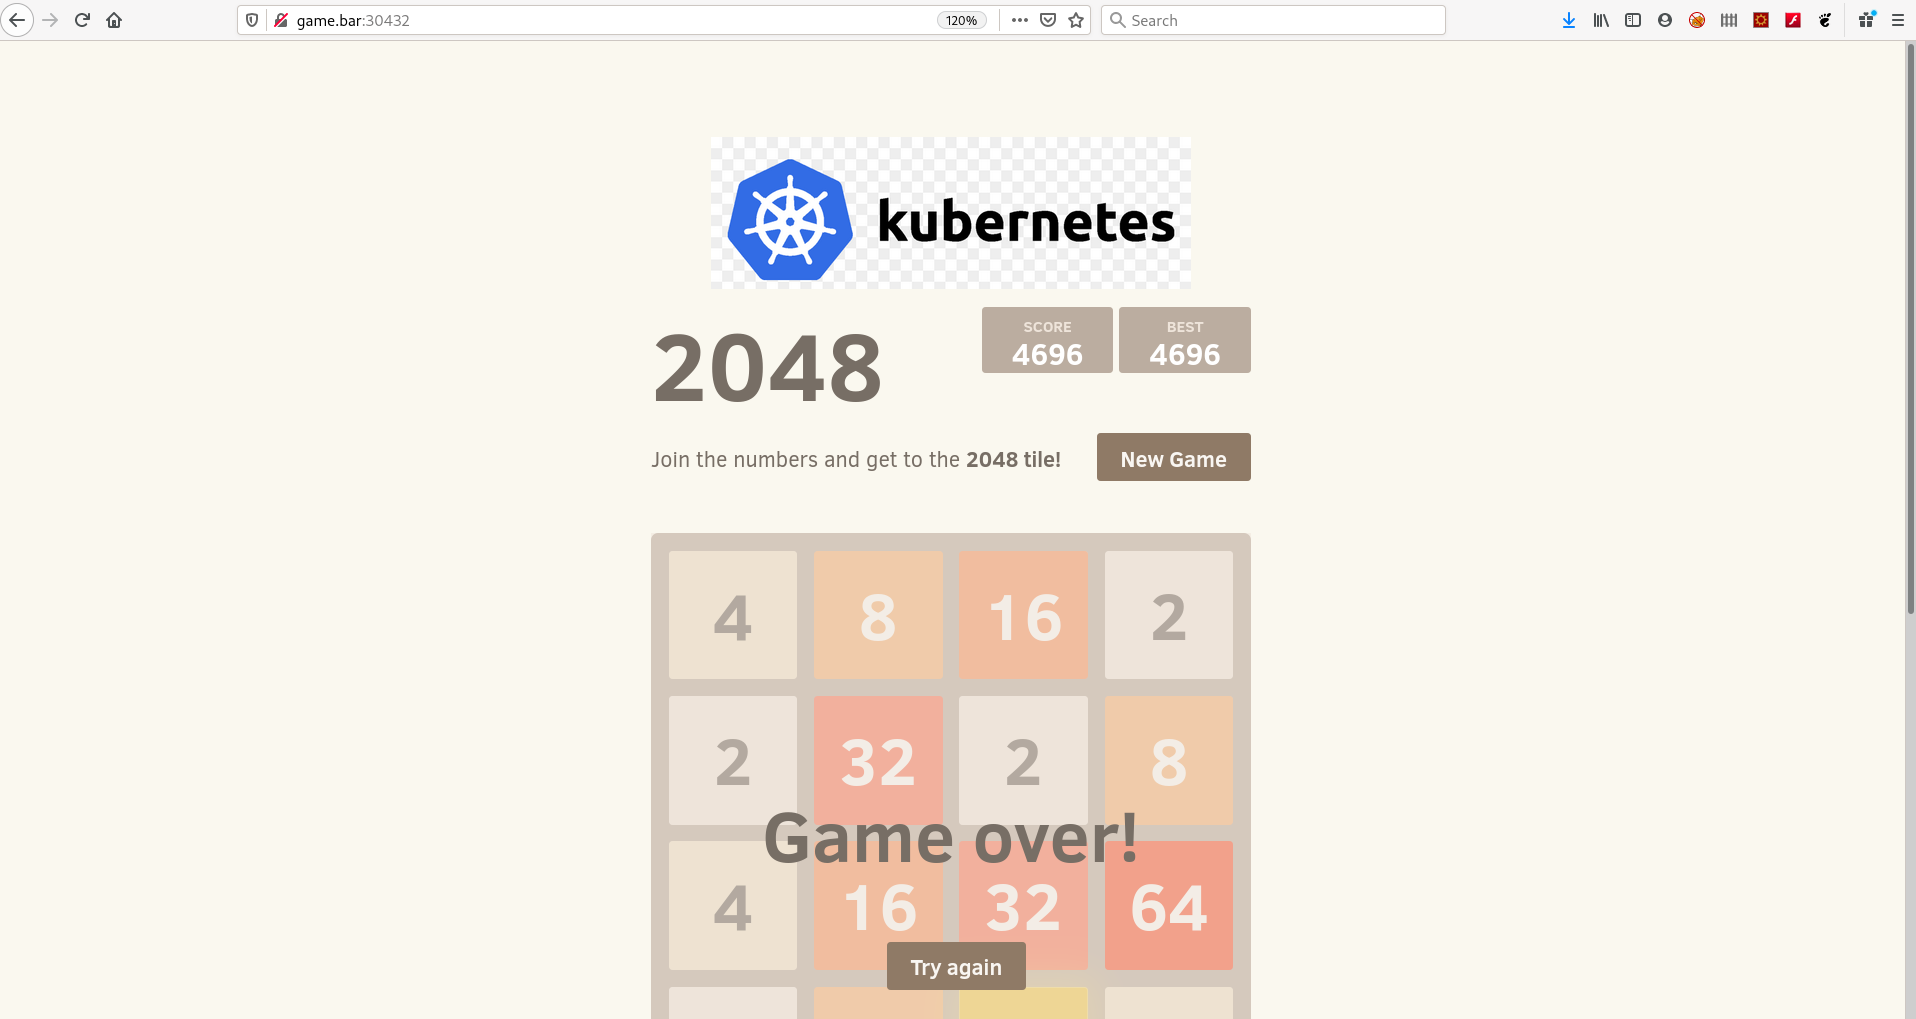 game.bar:30432
120%
Search
kubernetes
2048
SCORE
4696
BEST
4696
Join the numbers and get to the 2048 tile!
New Game
4 8 16 2
2 32 2 8
Game over!
4 16 32 64
Try again